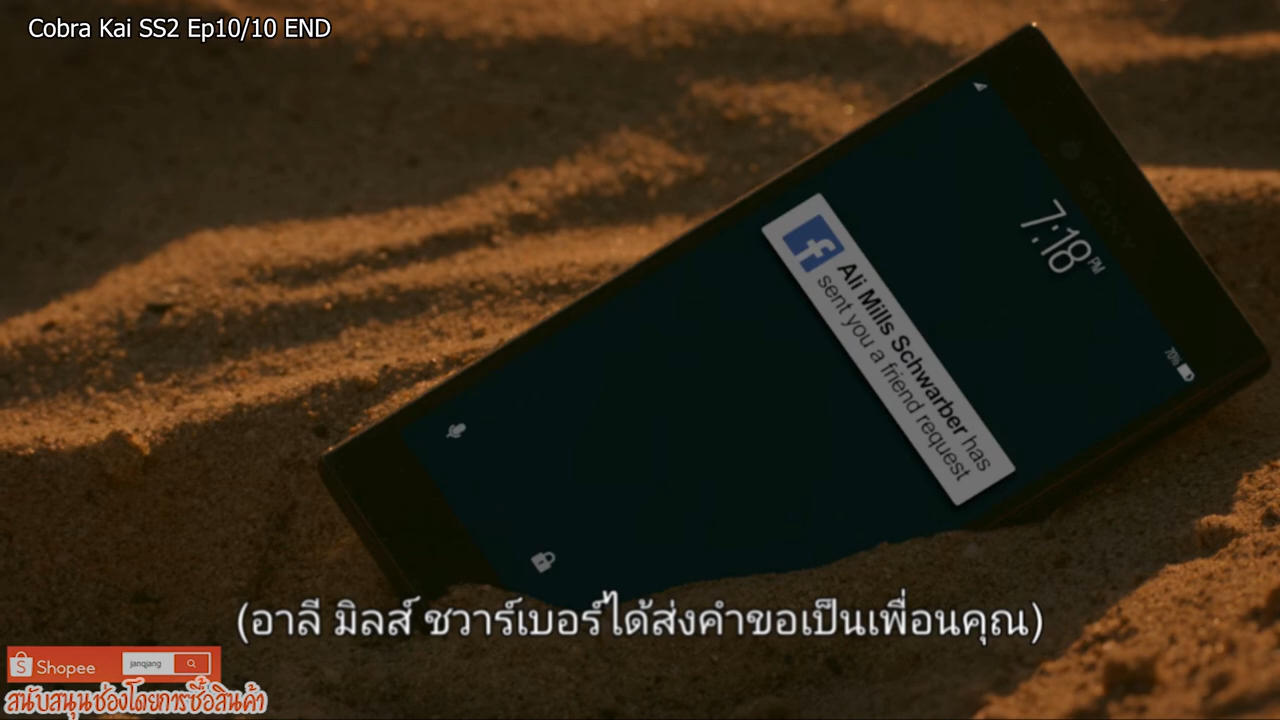 Cobra Kai SS2 Ep10/10 END
SONY
7:18 PM
70%
Ali Mills Schwarber has
sent you a friend request
(อาลี มิลส์ ชวาร์เบอร์ได้ส่งคำขอเป็นเพื่อนคุณ)
Shopee janqjang
สนับสนุนช่องโดยการซื้อสินค้า